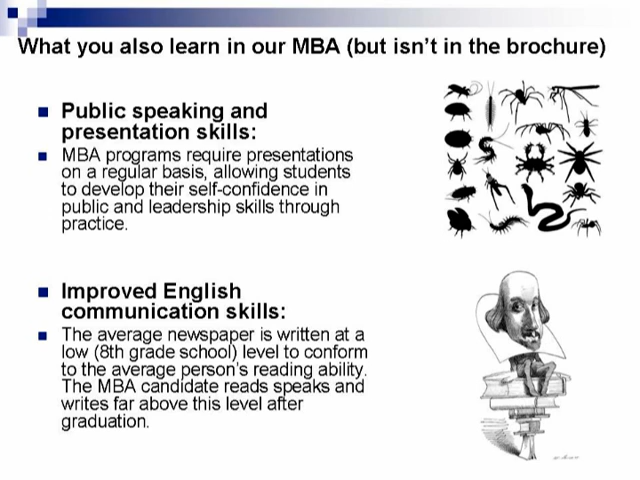 What you also learn in our MBA (but isn't in the brochure)
Public speaking and
presentation skills:
MBA programs require presentations
on a regular basis, allowing students
to develop their self-confidence in
public and leadership skills through
practice.
Improved English
communication skills:
The average newspaper is written at a
low (8th grade school) level to conform
to the average person's reading ability.
The MBA candidate reads speaks and
writes far above this level after
graduation.